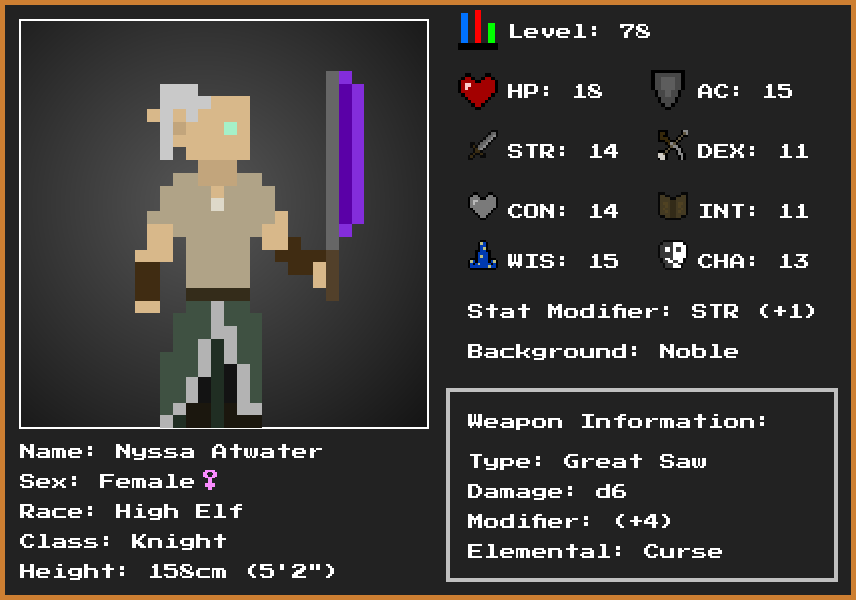 Level: 78
HP: 18 AC: 15
STR: 14 DEX: 11
CON: 14 INT: 11
WIS: 15 CHA: 13
Stat Modifier: STR (+1)
Background: Noble
Weapon Information:
Type: Great Saw
Damage: d6
Modifier: (+4)
Elemental: Curse
Name: Nyssa Atwater
Sex: Female♀
Race: High Elf
Class: Knight
Height: 158cm (5'2")